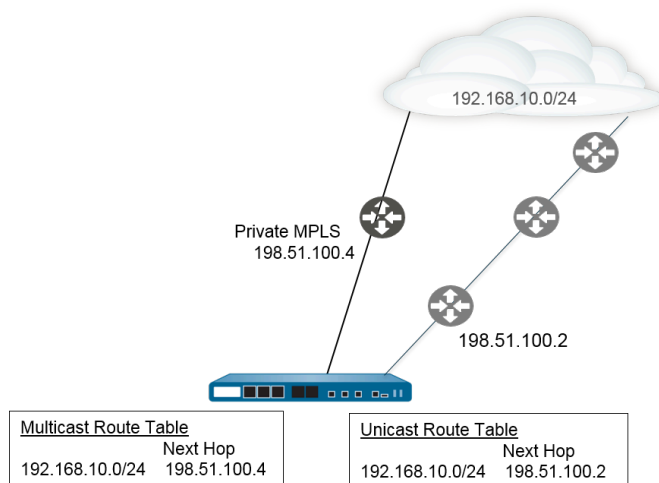 192.168.10.0/24
Private MPLS
198.51.100.4
198.51.100.2
Multicast Route Table
Next Hop
192.168.10.0/24 198.51.100.4
Unicast Route Table
Next Hop
192.168.10.0/24 198.51.100.2